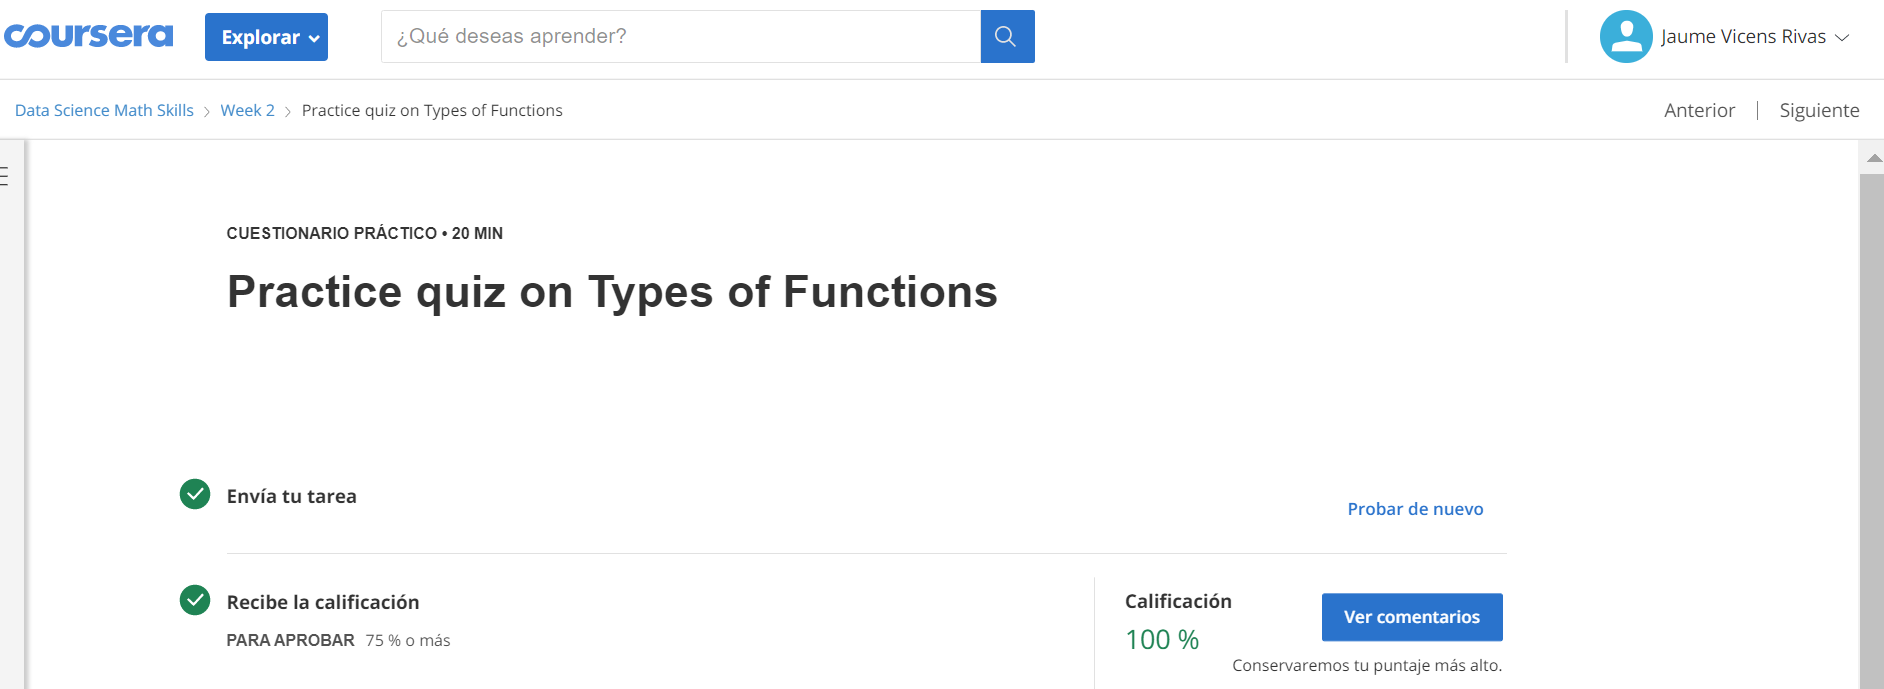 coursera
Explorar
¿Qué deseas aprender?
Jaume Vicens Rivas
Data Science Math Skills > Week 2 > Practice quiz on Types of Functions
Anterior | Siguiente
CUESTIONARIO PRÁCTICO • 20 MIN
Practice quiz on Types of Functions
Envía tu tarea
Probar de nuevo
Recibe la calificación
PARA APROBAR 75 % o más
Calificación
100 %
Ver comentarios
Conservaremos tu puntaje más alto.